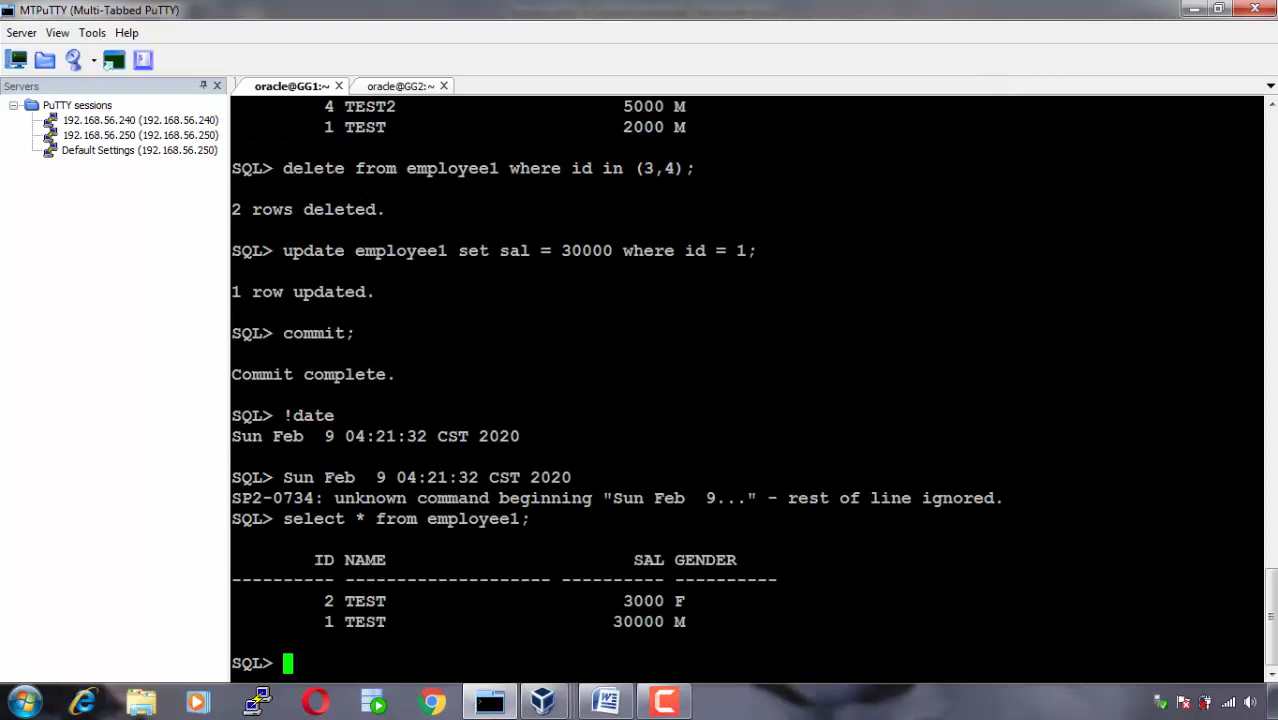 MTPuTTY (Multi-Tabbed PuTTY)
Server View Tools Help
Servers
oracle@GG1:~
oracle@GG2:~
PuTTY sessions
192.168.56.240 (192.168.56.240)
192.168.56.250 (192.168.56.250)
Default Settings (192.168.56.250)
4 TEST2 5000 M
1 TEST 2000 M
SQL> delete from employee1 where id in (3,4);
2 rows deleted.
SQL> update employee1 set sal = 30000 where id = 1;
1 row updated.
SQL> commit;
Commit complete.
SQL> !date
Sun Feb  9 04:21:32 CST 2020
SQL> Sun Feb  9 04:21:32 CST 2020
SP2-0734: unknown command beginning "Sun Feb  9..." - rest of line ignored.
SQL> select * from employee1;
ID NAME SAL GENDER
---------- -------------------- ---------- ----------
2 TEST 3000 F
1 TEST 30000 M
SQL>